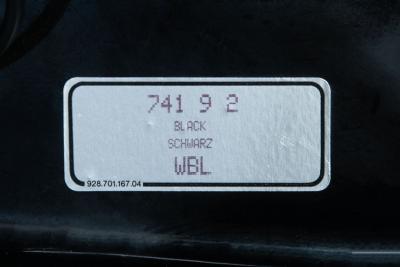 741 9 2
BLACK
SCHWARZ
WBL
928.701.167.04